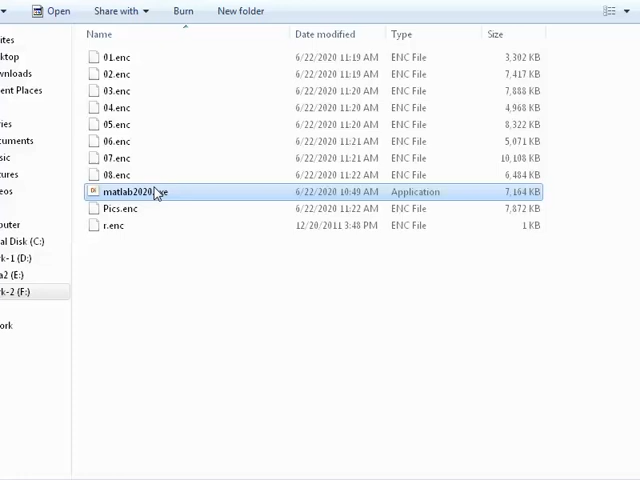 Open Share with Burn New folder
Name Date modified Type Size
ites
01.enc 6/22/2020 11:19 AM ENC File 3,302 KB
ktop
02.enc 6/22/2020 11:19 AM ENC File 7,417 KB
wnloads
03.enc 6/22/2020 11:20 AM ENC File 7,888 KB
ent Places
04.enc 6/22/2020 11:20 AM ENC File 4,968 KB
ries
05.enc 6/22/2020 11:20 AM ENC File 8,322 KB
cuments
06.enc 6/22/2020 11:21 AM ENC File 5,071 KB
sic
07.enc 6/22/2020 11:21 AM ENC File 10,108 KB
tures
08.enc 6/22/2020 11:22 AM ENC File 6,484 KB
eos
6/22/2020 10:49 AM Application 7,164 KB
Pics.enc 6/22/2020 11:22 AM ENC File 7,872 KB
puter
r.enc 12/20/2011 3:48 PM ENC File 1 KB
al Disk (C:)
rk-1 (D:)
a2 (E:)
rk-2 (F:)
ork